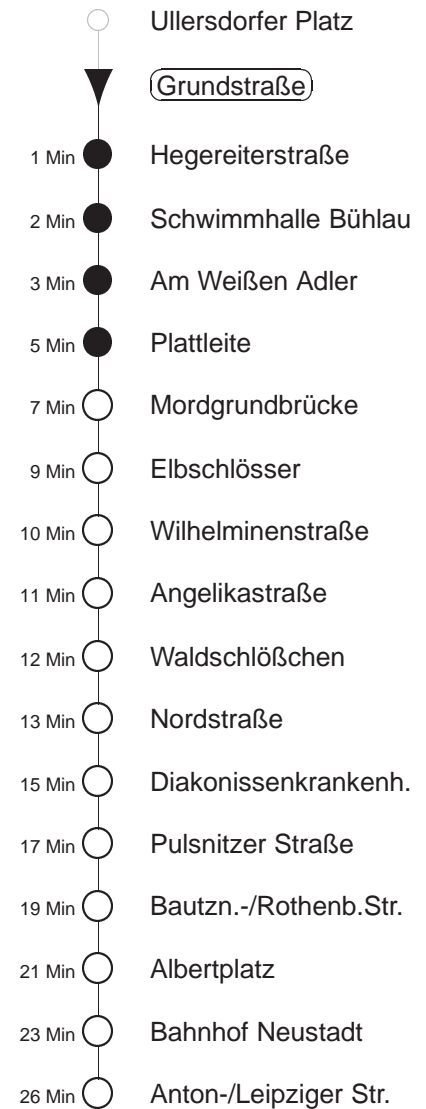 Ullersdorfer Platz
Grundstraße
1 Min Hegereiterstraße
2 Min Schwimmhalle Bühlau
3 Min Am Weißen Adler
5 Min Plattleite
7 Min Mordgrundbrücke
9 Min Elbschlösser
10 Min Wilhelminenstraße
11 Min Angelikastraße
12 Min Waldschlößchen
13 Min Nordstraße
15 Min Diakonissenkrankenh.
17 Min Pulsnitzer Straße
19 Min Bautzn.-/Rothenb.Str.
21 Min Albertplatz
23 Min Bahnhof Neustadt
26 Min Anton-/Leipziger Str.